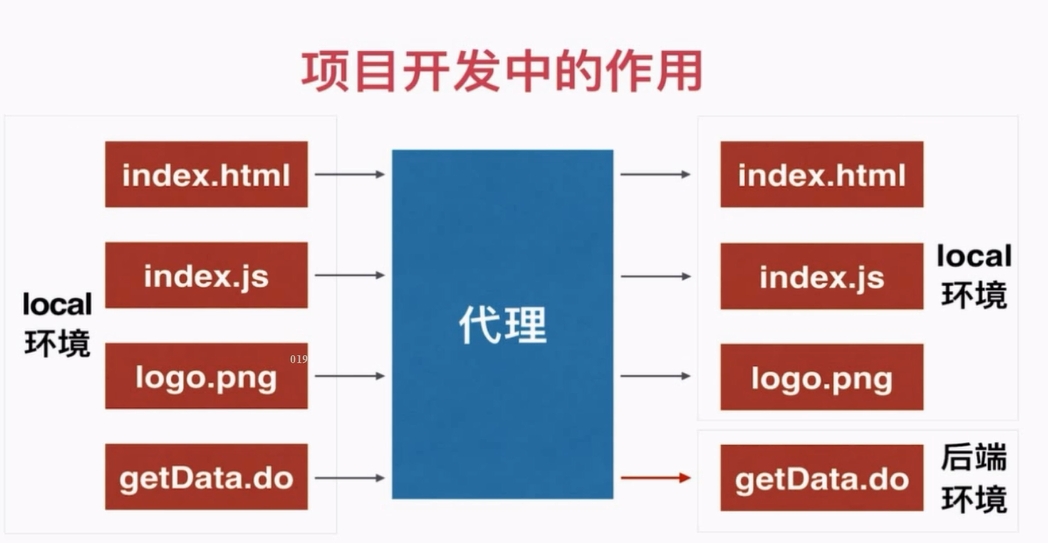 项目开发中的作用
index.html
index.js
local
环境
logo.png
019
getData.do
代理
index.html
index.js
local
环境
logo.png
getData.do
后端
环境